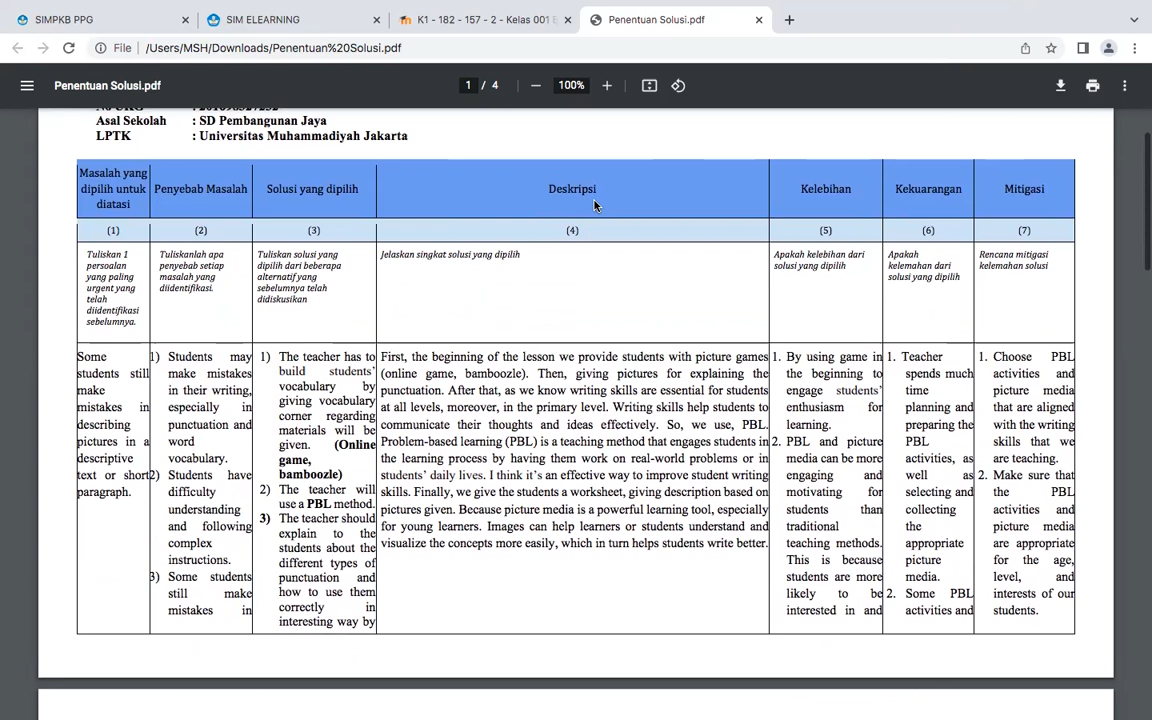 SIMPKB PPG
SIM ELEARNING
K1 - 182 - 157 - 2 - Kelas 001
Penentuan Solusi.pdf
File
/Users/MSH/Downloads/Penentuan%20Solusi.pdf
Penentuan Solusi.pdf
1 / 4
100%
Asal Sekolah : SD Pembangunan Jaya
LPTK : Universitas Muhammadiyah Jakarta
Masalah yang
dipilih untuk
diatasi
Penyebab Masalah
Solusi yang dipilih
Deskripsi
Kelebihan
Kekuarangan
Mitigasi
(1)
(2)
(3)
(4)
(5)
(6)
(7)
Tuliskan 1
persoalan
yang paling
urgent yang
telah
diidentifikasi
sebelumnya.
Tuliskanlah apa
penyebab setiap
masalah yang
diidentifikasi.
Tuliskan solusi yang
dipilih dari beberapa
alternatif yang
sebelumnya telah
didiskusikan
Jelaskan singkat solusi yang dipilih
Apakah kelebihan dari
solusi yang dipilih
Apakah
kelemahan dari
solusi yang dipilih
Rencana mitigasi
kelemahan solusi
Some
students still
make
mistakes in
describing
pictures in a
descriptive
text or short
paragraph.
1) Students may
make mistakes
in their writing,
especially in
punctuation and
word
vocabulary.
2) Students have
difficulty
understanding
and following
complex
instructions.
3) Some students
still make
mistakes in
1) The teacher has to
build students'
vocabulary by
giving vocabulary
corner regarding
materials will be
given. (Online
game,
bamboozle)
2) The teacher will
use a PBL method.
3) The teacher should
explain to the
students about the
different types of
punctuation and
how to use them
correctly in
interesting way by
First, the beginning of the lesson we provide students with picture games
(online game, bamboozle). Then, giving pictures for explaining the
punctuation. After that, as we know writing skills are essential for students
at all levels, moreover, in the primary level. Writing skills help students to
communicate their thoughts and ideas effectively. So, we use, PBL.
Problem-based learning (PBL) is a teaching method that engages students in
the learning process by having them work on real-world problems or in
students' daily lives. I think it's an effective way to improve student writing
skills. Finally, we give the students a worksheet, giving description based on
pictures given. Because picture media is a powerful learning tool, especially
for young learners. Images can help learners or students understand and
visualize the concepts more easily, which in turn helps students write better.
1. By using game in
the beginning to
engage students'
enthusiasm for
learning.
2. PBL and picture
media can be more
engaging and
motivating for
students than
traditional
teaching methods.
This is because
students are more
likely to be
interested in and
1. Teacher
spends much
time
planning and
preparing the
PBL
activities, as
well as
selecting and
collecting
the
appropriate
picture
media.
2. Some PBL
activities and
1. Choose PBL
activities and
picture media
that are aligned
with the writing
skills that we
are teaching.
2. Make sure that
the PBL
activities and
picture media
are appropriate
for the age,
level, and
interests of our
students.